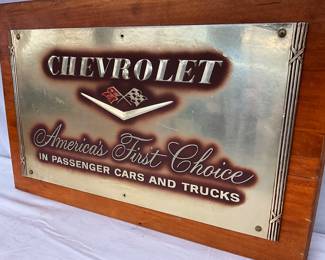 CHEVROLET
America's First Choice
IN PASSENGER CARS AND TRUCKS